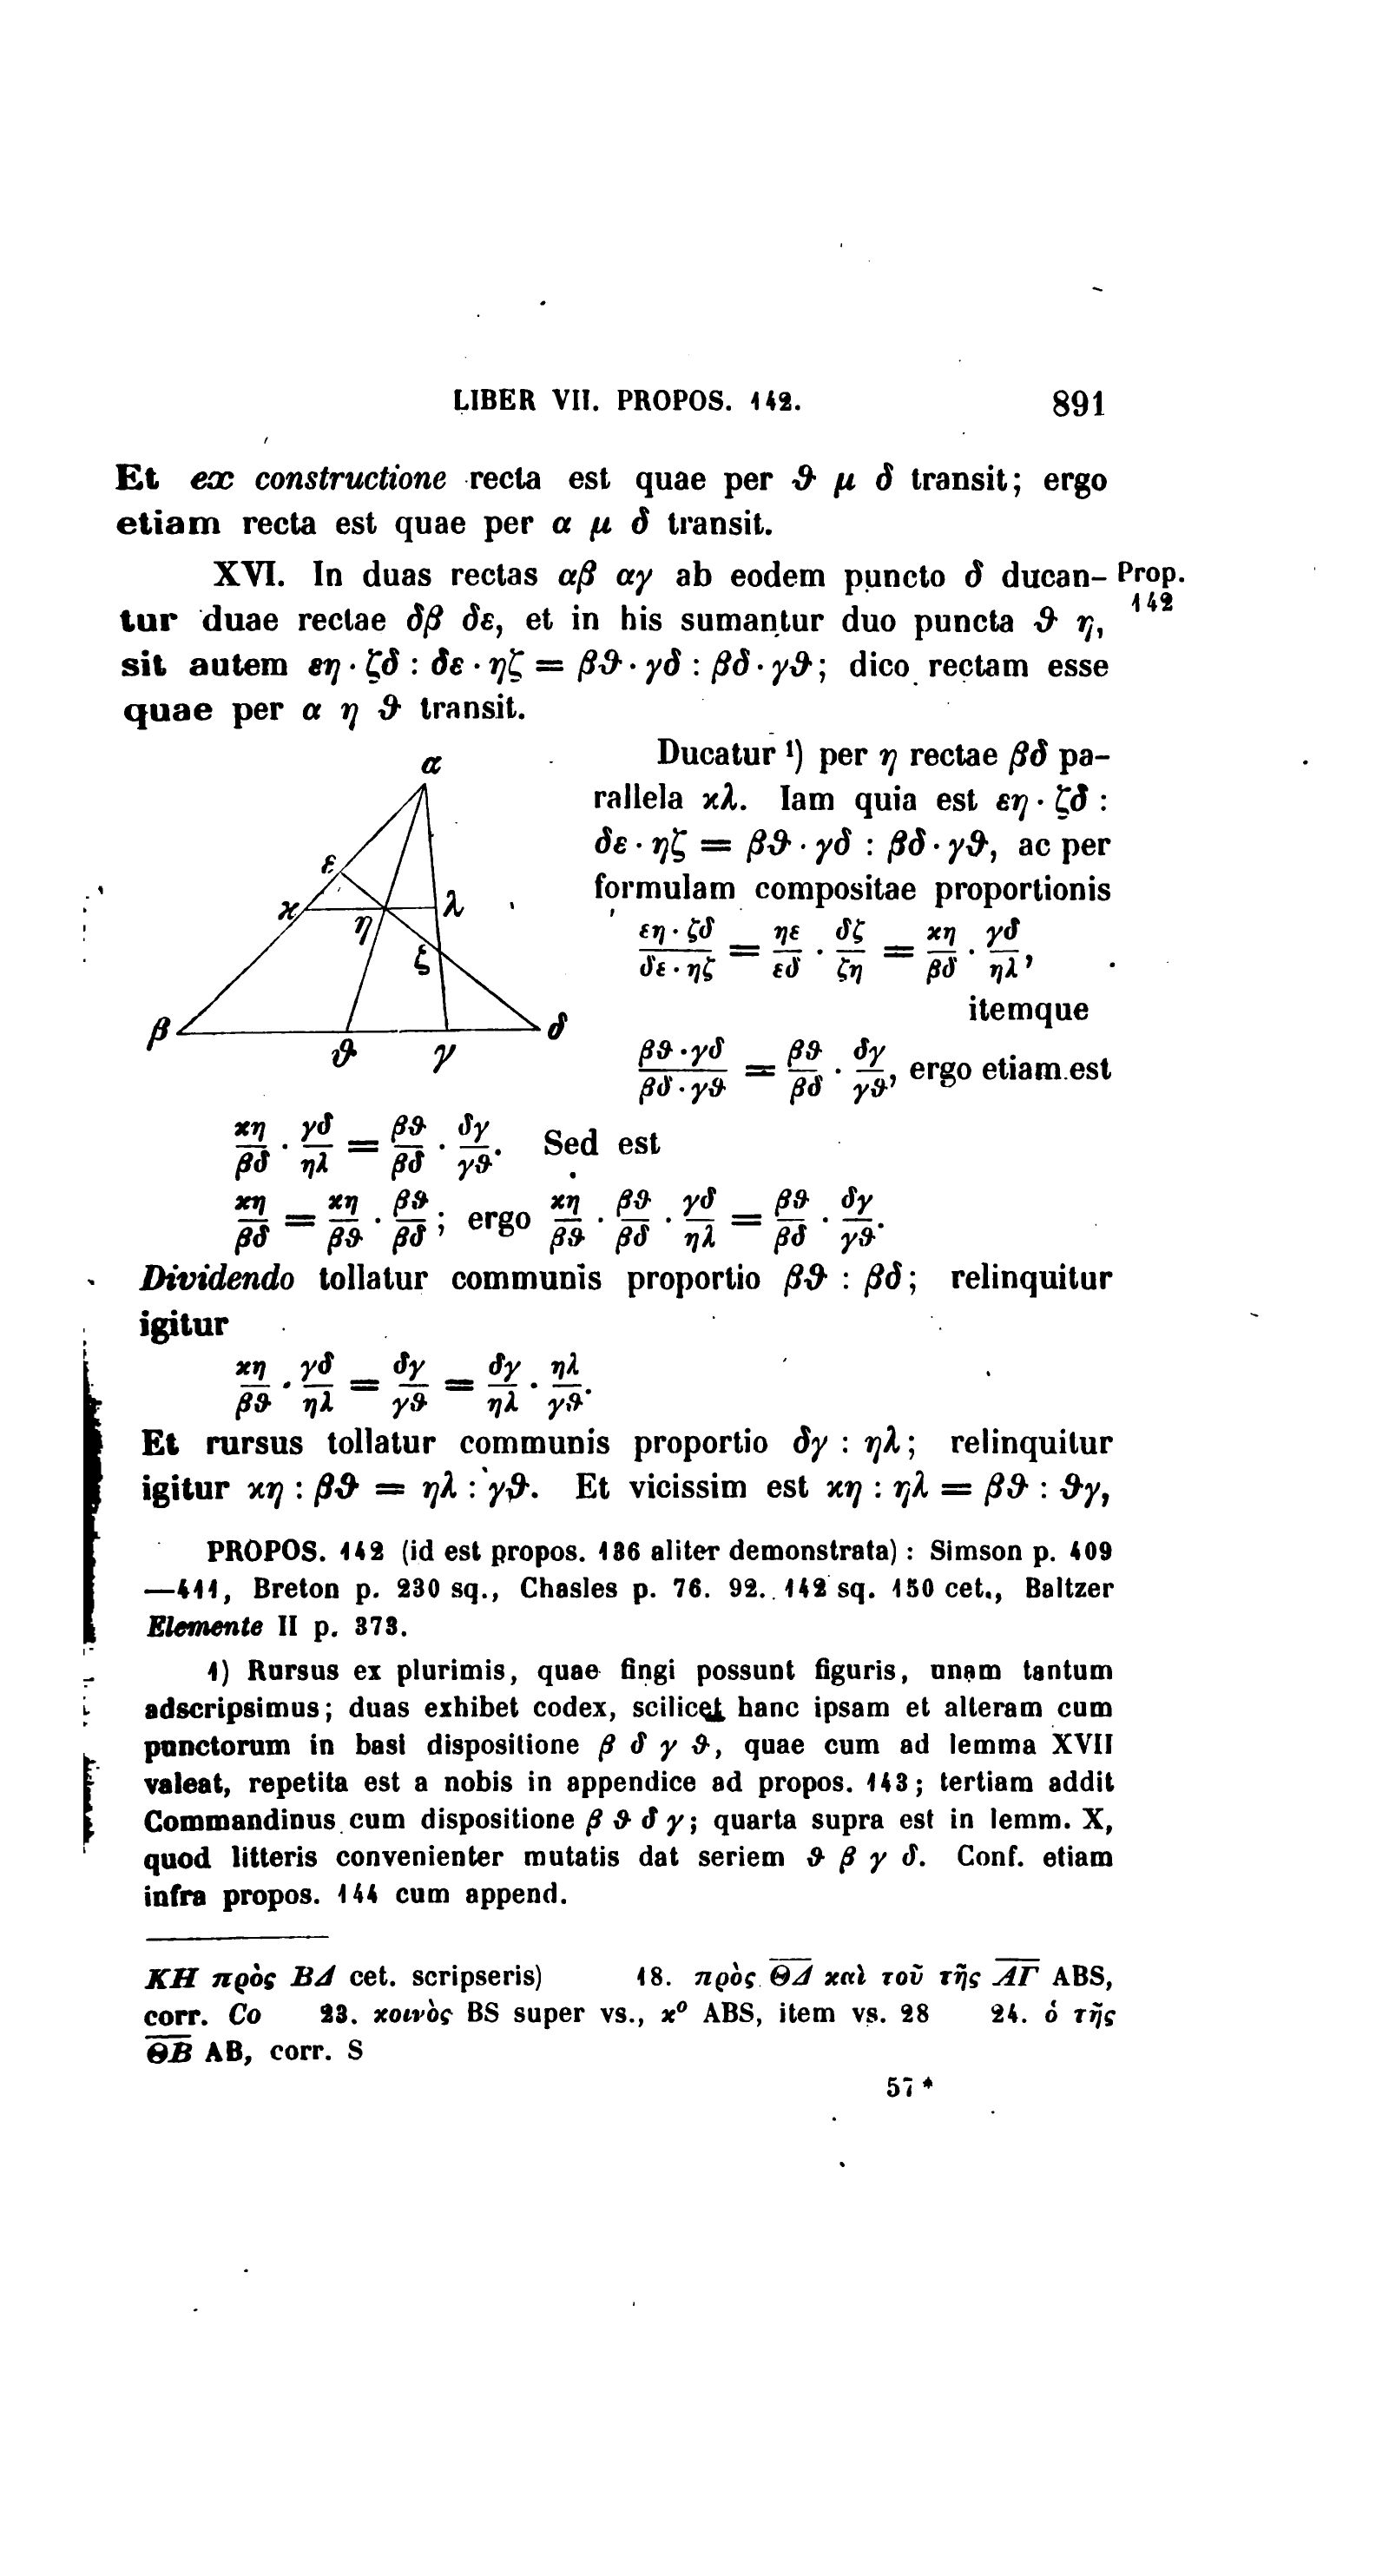 LIBER VII. PROPOS. 142. 891
Et ex constructione recta est quae per ϑ μ δ transit; ergo
etiam recta est quae per α μ δ transit.
XVI. In duas rectas αβ αγ ab eodem puncto δ ducan- Prop.
142
tur duae rectae δβ δε, et in his sumantur duo puncta ϑ η,
sit autem εη · ζδ : δε · ηζ = βϑ · γδ : βδ · γϑ; dico rectam esse
quae per α η ϑ transit.
Ducatur ¹) per η rectae βδ pa-
rallela κλ. Iam quia est εη · ζδ :
δε · ηζ = βϑ · γδ : βδ · γϑ, ac per
formulam compositae proportionis
εη · ζδ / δε · ηζ = ηε / εδ · δζ / ζη = κη / βδ · γδ / ηλ,
itemque
βϑ · γδ / βδ · γϑ = βϑ / βδ · δγ / γϑ, ergo etiam est
α
ε
κ
λ
η
ξ
β
δ
ϑ
γ
κη / βδ · γδ / ηλ = βϑ / βδ · δγ / γϑ. Sed est
κη / βδ = κη / βϑ · βϑ / βδ; ergo κη / βϑ · βϑ / βδ · γδ / ηλ = βϑ / βδ · δγ / γϑ.
Dividendo tollatur communis proportio βϑ : βδ; relinquitur
igitur
κη / βϑ · γδ / ηλ = δγ / γϑ = δγ / ηλ · ηλ / γϑ.
Et rursus tollatur communis proportio δγ : ηλ; relinquitur
igitur κη : βϑ = ηλ : γϑ. Et vicissim est κη : ηλ = βϑ : ϑγ,
PROPOS. 142 (id est propos. 136 aliter demonstrata) : Simson p. 409
—411, Breton p. 230 sq., Chasles p. 76. 92. 142 sq. 150 cet., Baltzer
Elemente II p. 373.
1) Rursus ex plurimis, quae fingi possunt figuris, unam tantum
adscripsimus; duas exhibet codex, scilicet hanc ipsam et alteram cum
punctorum in basi dispositione β δ γ ϑ, quae cum ad lemma XVII
valeat, repetita est a nobis in appendice ad propos. 143; tertiam addit
Commandinus cum dispositione β ϑ δ γ; quarta supra est in lemm. X,
quod litteris convenienter mutatis dat seriem ϑ β γ δ. Conf. etiam
infra propos. 144 cum append.
ΚΗ πρὸς ΒΔ cet. scripseris) 18. πρὸς Θ̅Δ̅ καὶ τοῦ τῆς Α̅Γ̅ ABS,
corr. Co 23. κοινὸς BS super vs., κº ABS, item vs. 28 24. ὁ τῆς
Θ̅Β̅ AB, corr. S
57*